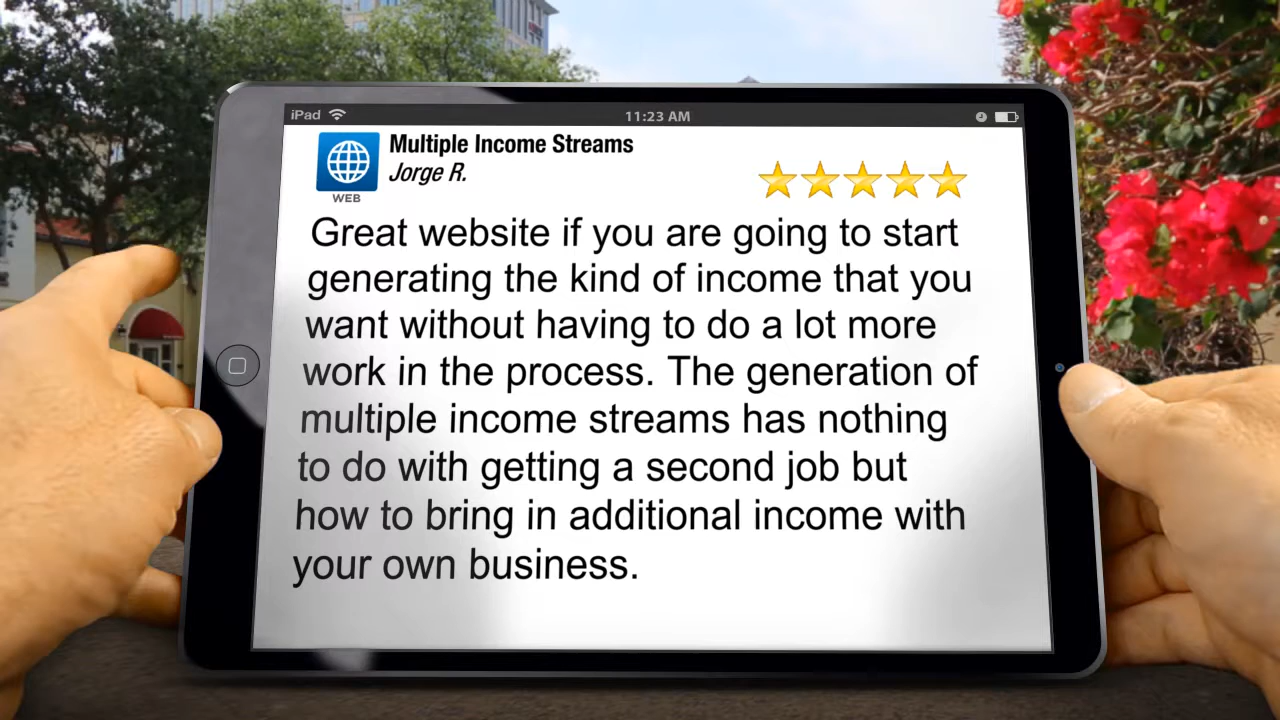 iPad 11:23 AM
Multiple Income Streams
Jorge R.
WEB
Great website if you are going to start
generating the kind of income that you
want without having to do a lot more
work in the process. The generation of
multiple income streams has nothing
to do with getting a second job but
how to bring in additional income with
your own business.